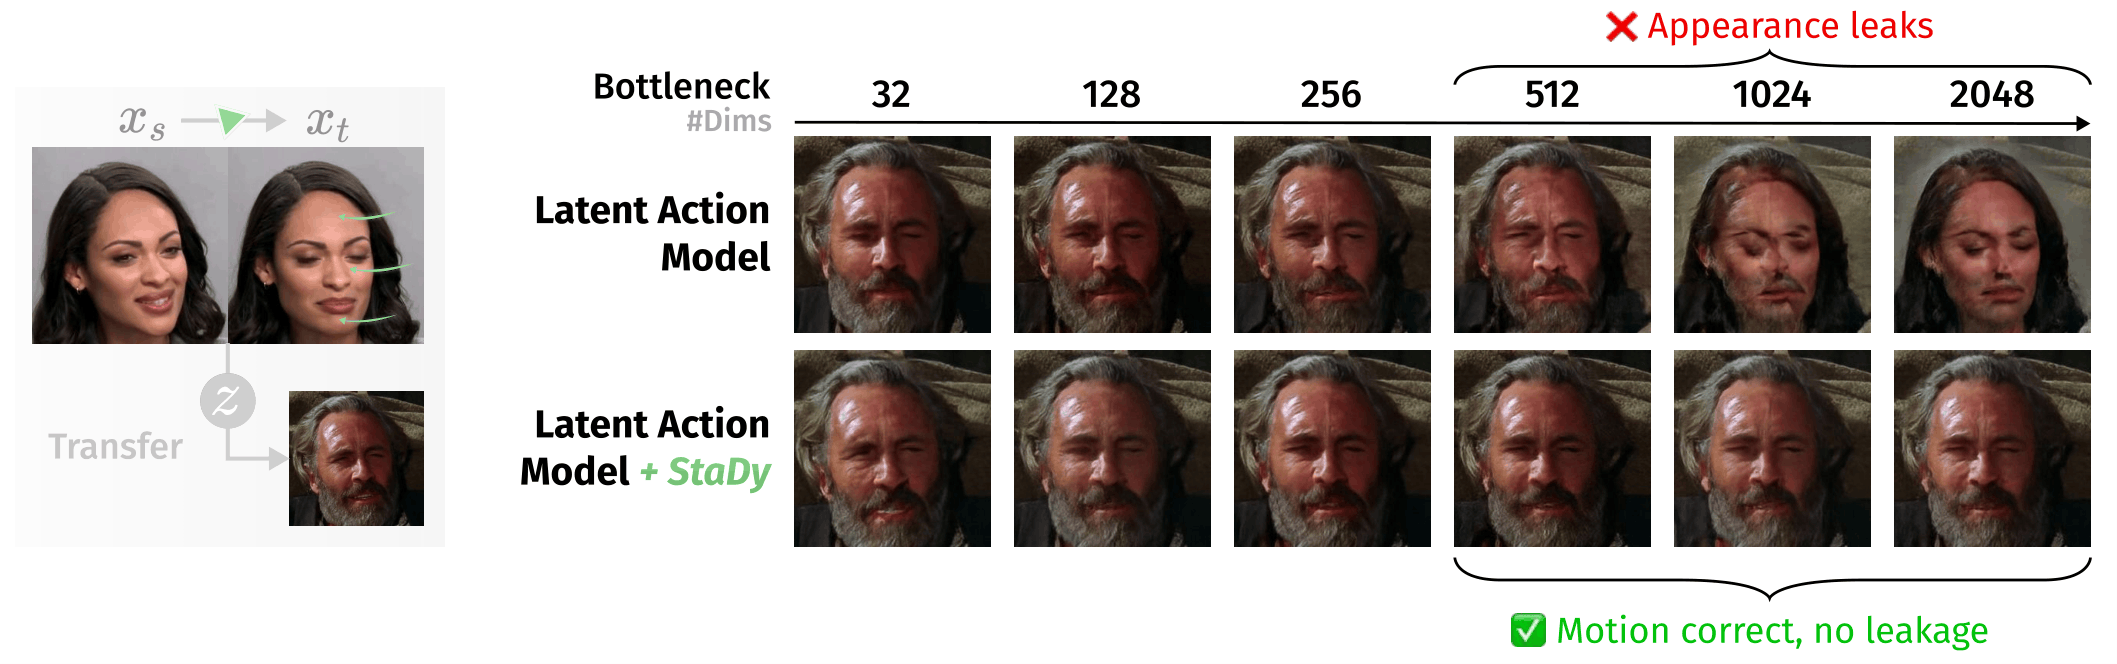 ❌ Appearance leaks
Bottleneck 32 128 256 512 1024 2048
#Dims
x_s x_t
Latent Action
Model
z
Transfer
Latent Action
Model + StaDy
✅ Motion correct, no leakage